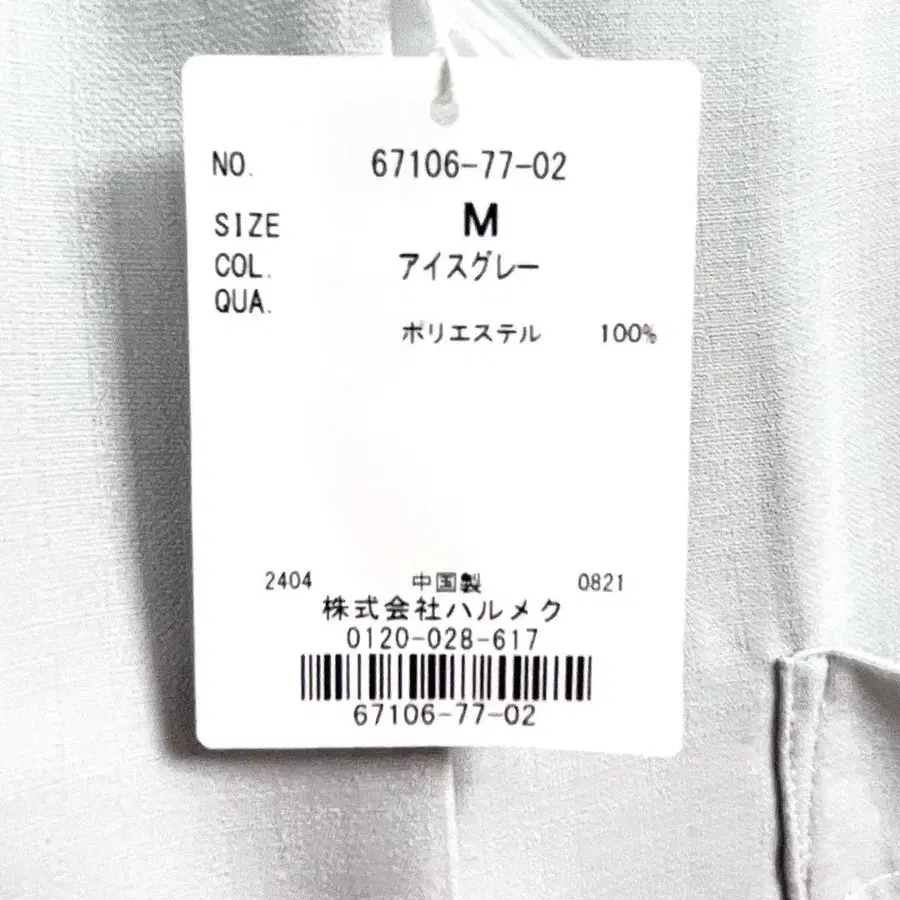 NO. 67106-77-02
SIZE M
COL. アイスグレー
QUA.
ポリエステル 100%
2404 中国製 0821
株式会社ハルメク
0120-028-617
67106-77-02